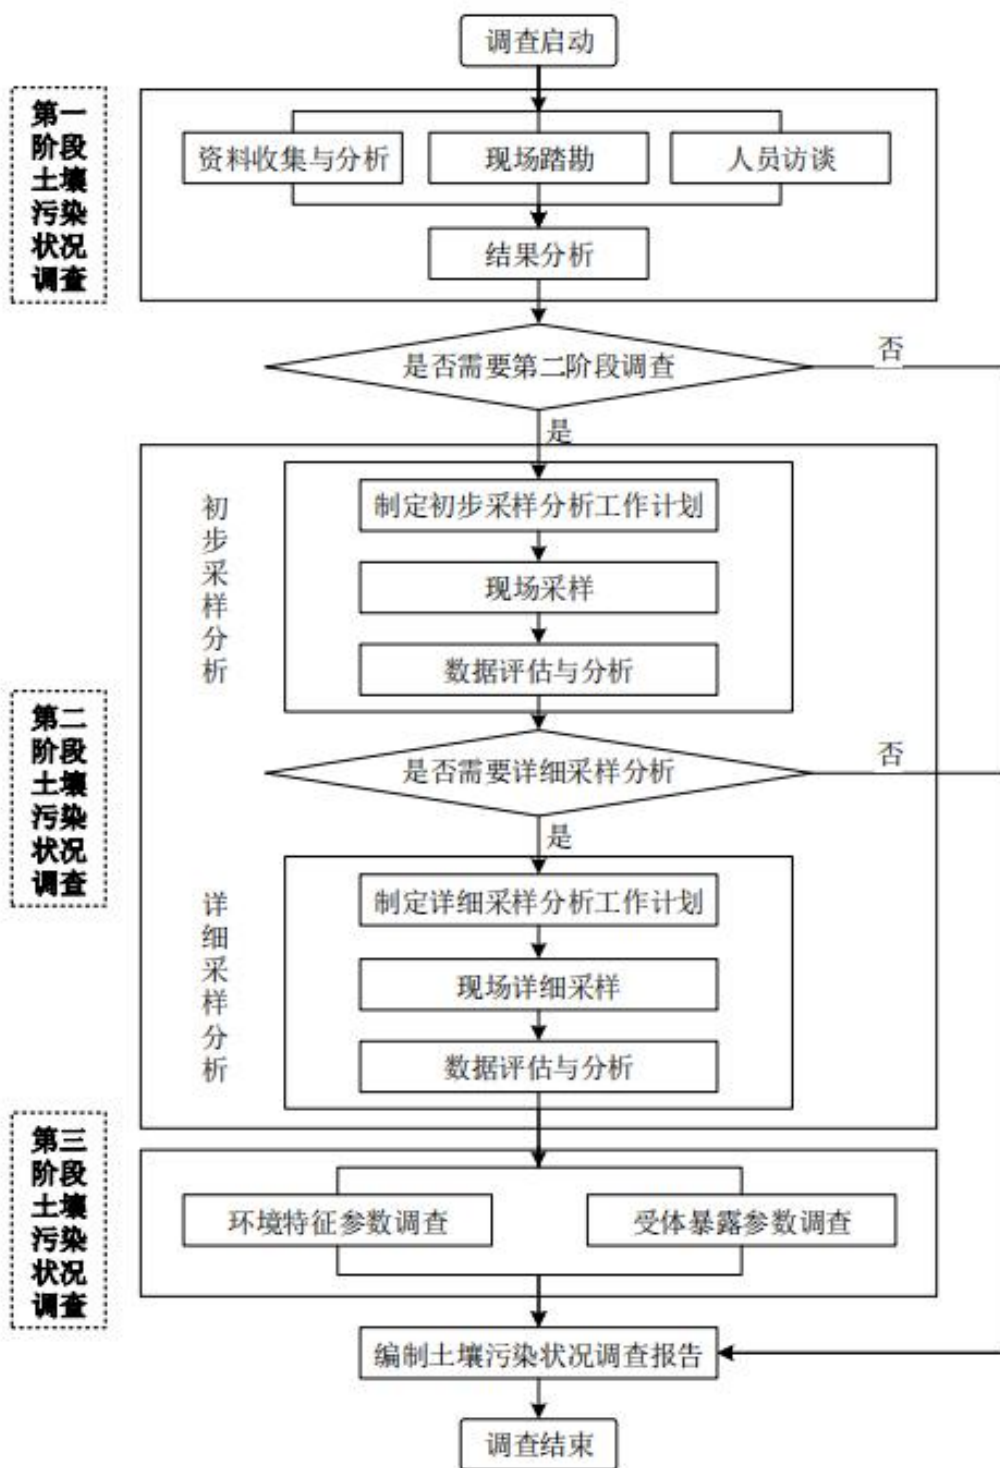 调查启动
第一
阶段
土壤
污染
状况
调查
资料收集与分析
现场踏勘
人员访谈
结果分析
是否需要第二阶段调查
否
是
初步采样分析
制定初步采样分析工作计划
现场采样
数据评估与分析
第二
阶段
土壤
污染
状况
调查
是否需要详细采样分析
否
是
详细采样分析
制定详细采样分析工作计划
现场详细采样
数据评估与分析
第三
阶段
土壤
污染
状况
调查
环境特征参数调查
受体暴露参数调查
编制土壤污染状况调查报告
调查结束